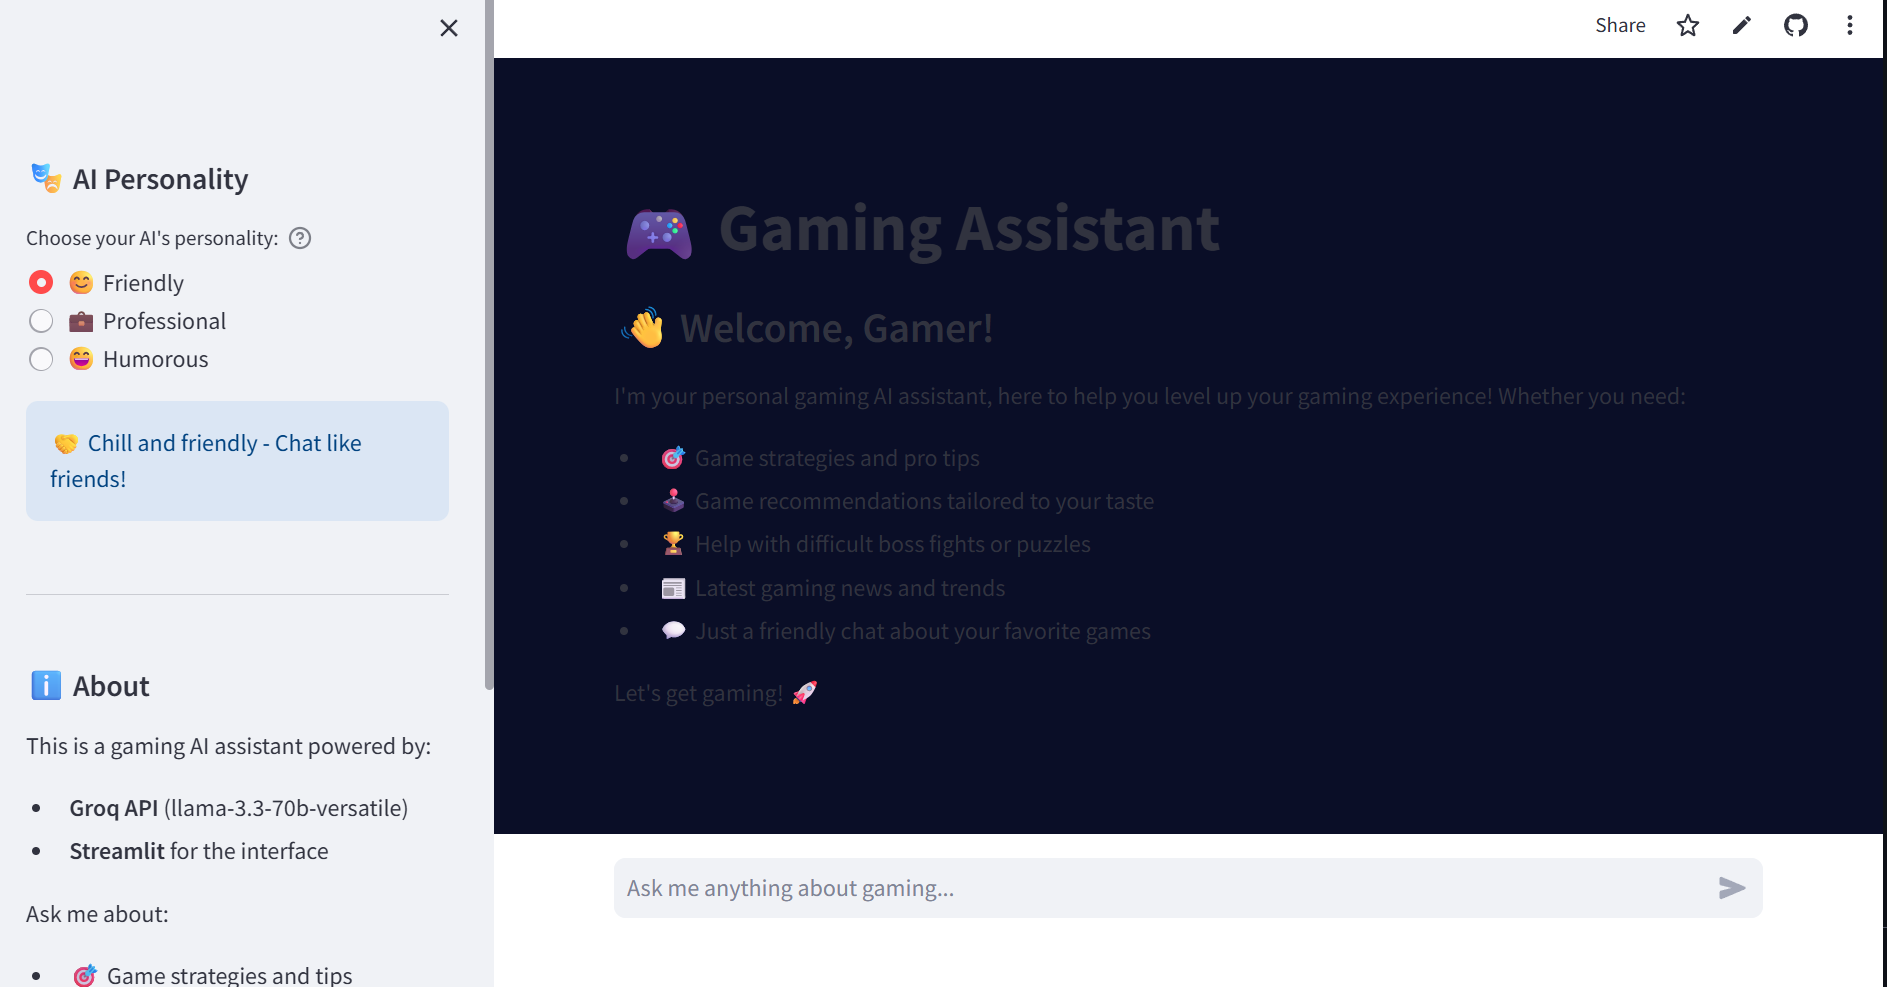 Share
🎭 AI Personality
Choose your AI's personality:
😊 Friendly
💼 Professional
😄 Humorous
🤝 Chill and friendly - Chat like
friends!
ℹ️ About
This is a gaming AI assistant powered by:
• Groq API (llama-3.3-70b-versatile)
• Streamlit for the interface
Ask me about:
• 🎯 Game strategies and tips
🎮 Gaming Assistant
👋 Welcome, Gamer!
I'm your personal gaming AI assistant, here to help you level up your gaming experience! Whether you need:
• 🎯 Game strategies and pro tips
• 🕹️ Game recommendations tailored to your taste
• 🏆 Help with difficult boss fights or puzzles
• 📰 Latest gaming news and trends
• 💬 Just a friendly chat about your favorite games
Let's get gaming! 🚀
Ask me anything about gaming...